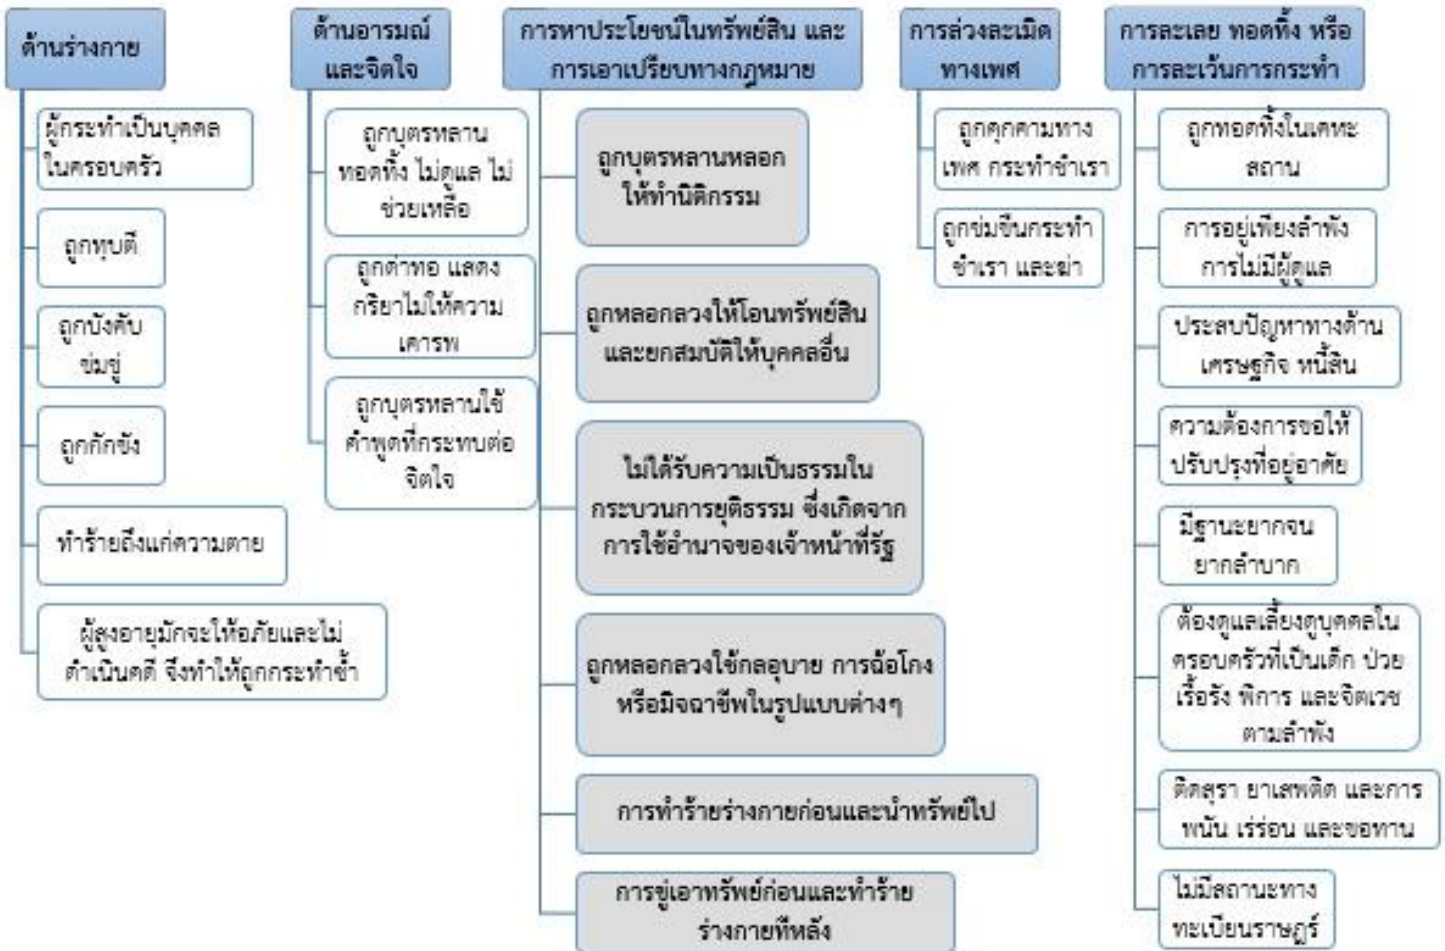 ด้านร่างกาย
ผู้กระทำเป็นบุคคล
ในครอบครัว
ถูกทุบตี
ถูกบังคับ
ข่มขู่
ถูกกักขัง
ทำร้ายถึงแก่ความตาย
ผู้สูงอายุมักจะให้อภัยและไม่
ดำเนินคดี จึงทำให้ถูกกระทำซ้ำ
ด้านอารมณ์
และจิตใจ
ถูกบุตรหลาน
ทอดทิ้ง ไม่ดูแล ไม่
ช่วยเหลือ
ถูกด่าทอ แสดง
กริยาไม่ให้ความ
เคารพ
ถูกบุตรหลานใช้
คำพูดที่กระทบต่อ
จิตใจ
การหาประโยชน์ในทรัพย์สิน และ
การเอาเปรียบทางกฎหมาย
ถูกบุตรหลานหลอก
ให้ทำนิติกรรม
ถูกหลอกลวงให้โอนทรัพย์สิน
และยกสมบัติให้บุคคลอื่น
ไม่ได้รับความเป็นธรรมใน
กระบวนการยุติธรรม ซึ่งเกิดจาก
การใช้อำนาจของเจ้าหน้าที่รัฐ
ถูกหลอกลวงใช้กลอุบาย การฉ้อโกง
หรือมิจฉาชีพในรูปแบบต่างๆ
การทำร้ายร่างกายก่อนและนำทรัพย์ไป
การขู่เอาทรัพย์ก่อนและทำร้าย
ร่างกายทีหลัง
การล่วงละเมิด
ทางเพศ
ถูกคุกคามทาง
เพศ กระทำชำเรา
ถูกข่มขืนกระทำ
ชำเรา และฆ่า
การละเลย ทอดทิ้ง หรือ
การละเว้นการกระทำ
ถูกทอดทิ้งในเคหะ
สถาน
การอยู่เพียงลำพัง
การไม่มีผู้ดูแล
ประสบปัญหาทางด้าน
เศรษฐกิจ หนี้สิน
ความต้องการขอให้
ปรับปรุงที่อยู่อาศัย
มีฐานะยากจน
ยากลำบาก
ต้องดูแลเลี้ยงดูบุคคลใน
ครอบครัวที่เป็นเด็ก ป่วย
เรื้อรัง พิการ และจิตเวช
ตามลำพัง
ติดสุรา ยาเสพติด และการ
พนัน เร่ร่อน และขอทาน
ไม่มีสถานะทาง
ทะเบียนราษฎร์